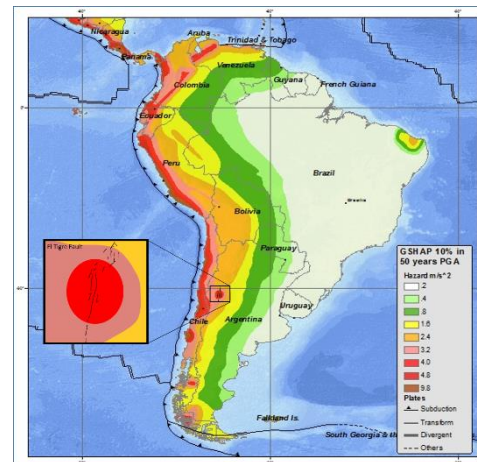 Nicaragua
Aruba
Trinidad & Tobago
Panama
Venezuela
Guyana
French Guiana
Colombia
Ecuador
Peru
Brazil
Brasilia
Bolivia
El Tigre Fault
Paraguay
Uruguay
Chile
Argentina
Falkland Is.
South Georgia & the
GSHAP 10% in
50 years PGA
Hazard m/s^2
.2
.4
.8
1.6
2.4
3.2
4.0
4.8
9.8
Plates
Subduction
Transform
Divergent
Others